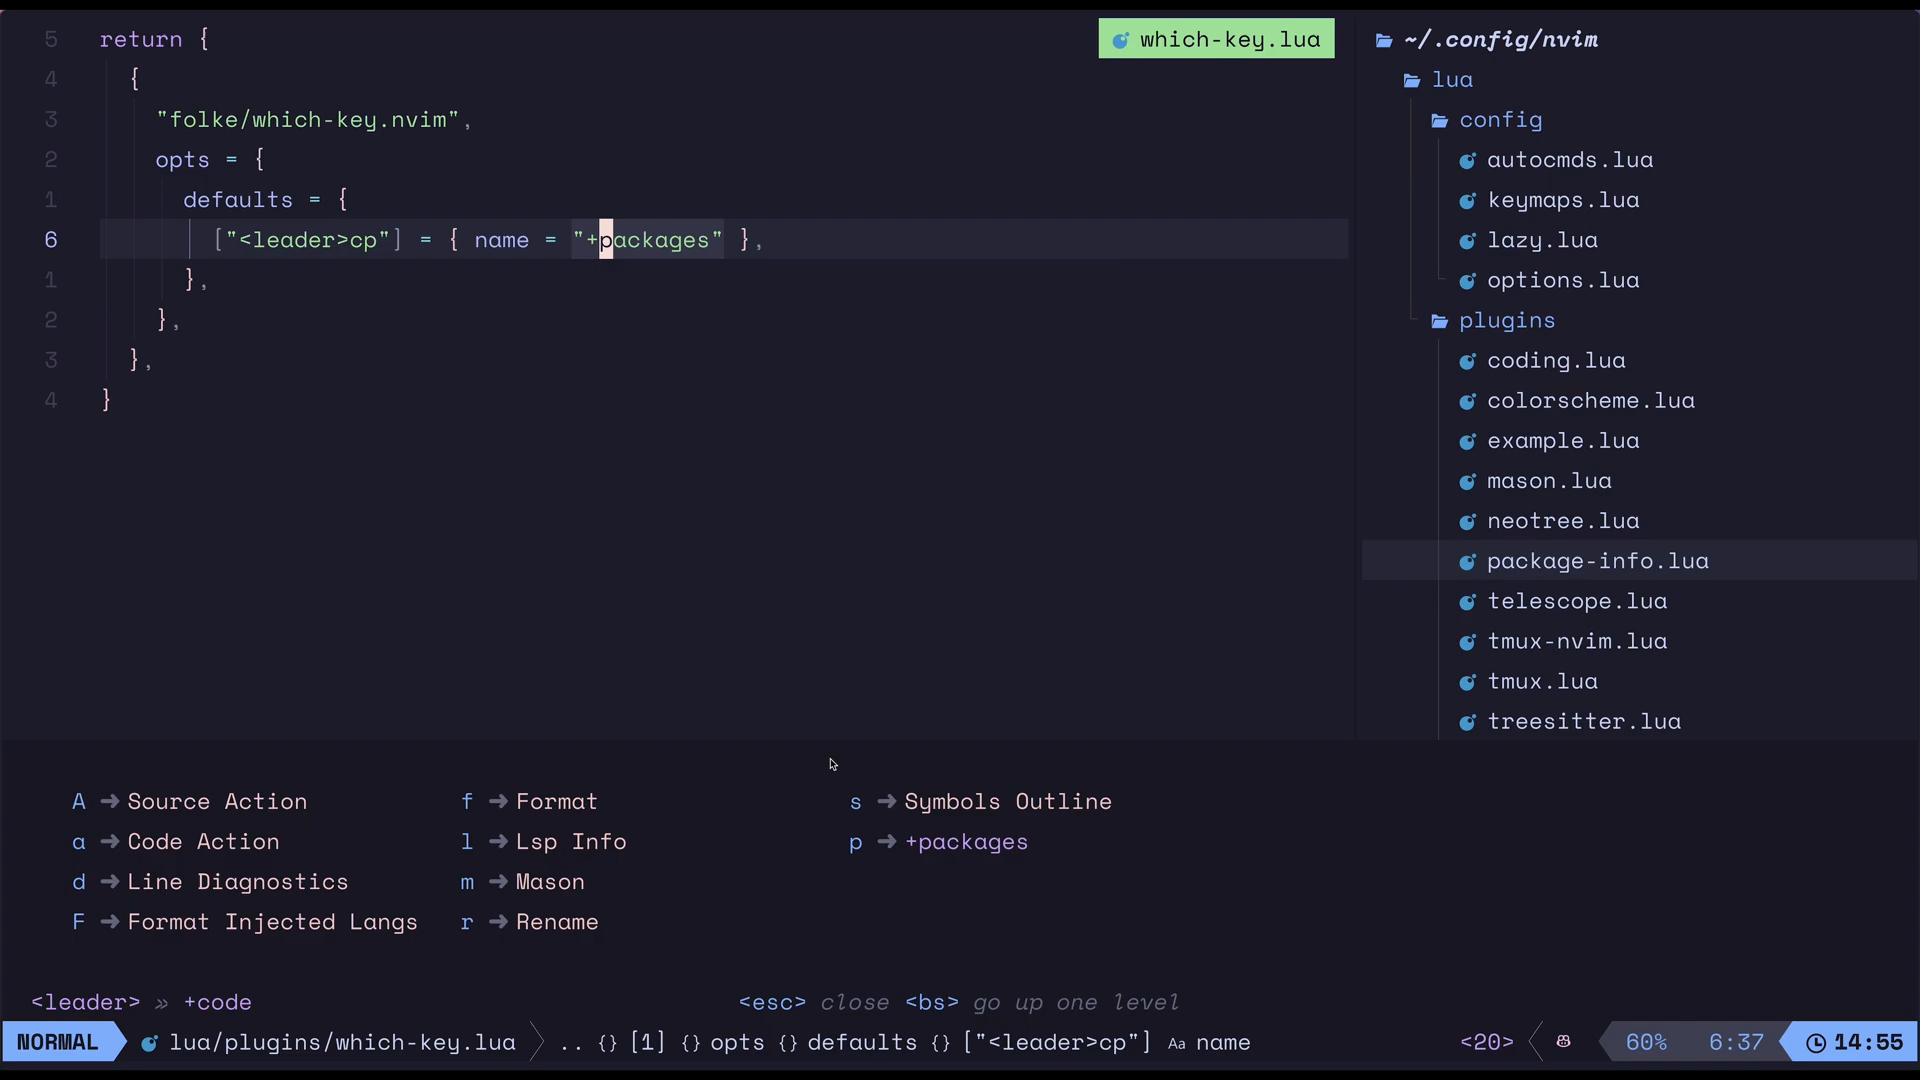 5 return {
4 {
3 "folke/which-key.nvim",
2 opts = {
1 defaults = {
6 ["<leader>cp"] = { name = "+packages" },
1 },
2 },
3 },
4 }
which-key.lua
~/.config/nvim
lua
config
autocmds.lua
keymaps.lua
lazy.lua
options.lua
plugins
coding.lua
colorscheme.lua
example.lua
mason.lua
neotree.lua
package-info.lua
telescope.lua
tmux-nvim.lua
tmux.lua
treesitter.lua
A ➜ Source Action f ➜ Format s ➜ Symbols Outline
a ➜ Code Action l ➜ Lsp Info p ➜ +packages
d ➜ Line Diagnostics m ➜ Mason
F ➜ Format Injected Langs r ➜ Rename
<leader> » +code <esc> close <bs> go up one level
NORMAL lua/plugins/which-key.lua .. {} [1] {} opts {} defaults {} ["<leader>cp"] Aa name <20> 60% 6:37 14:55